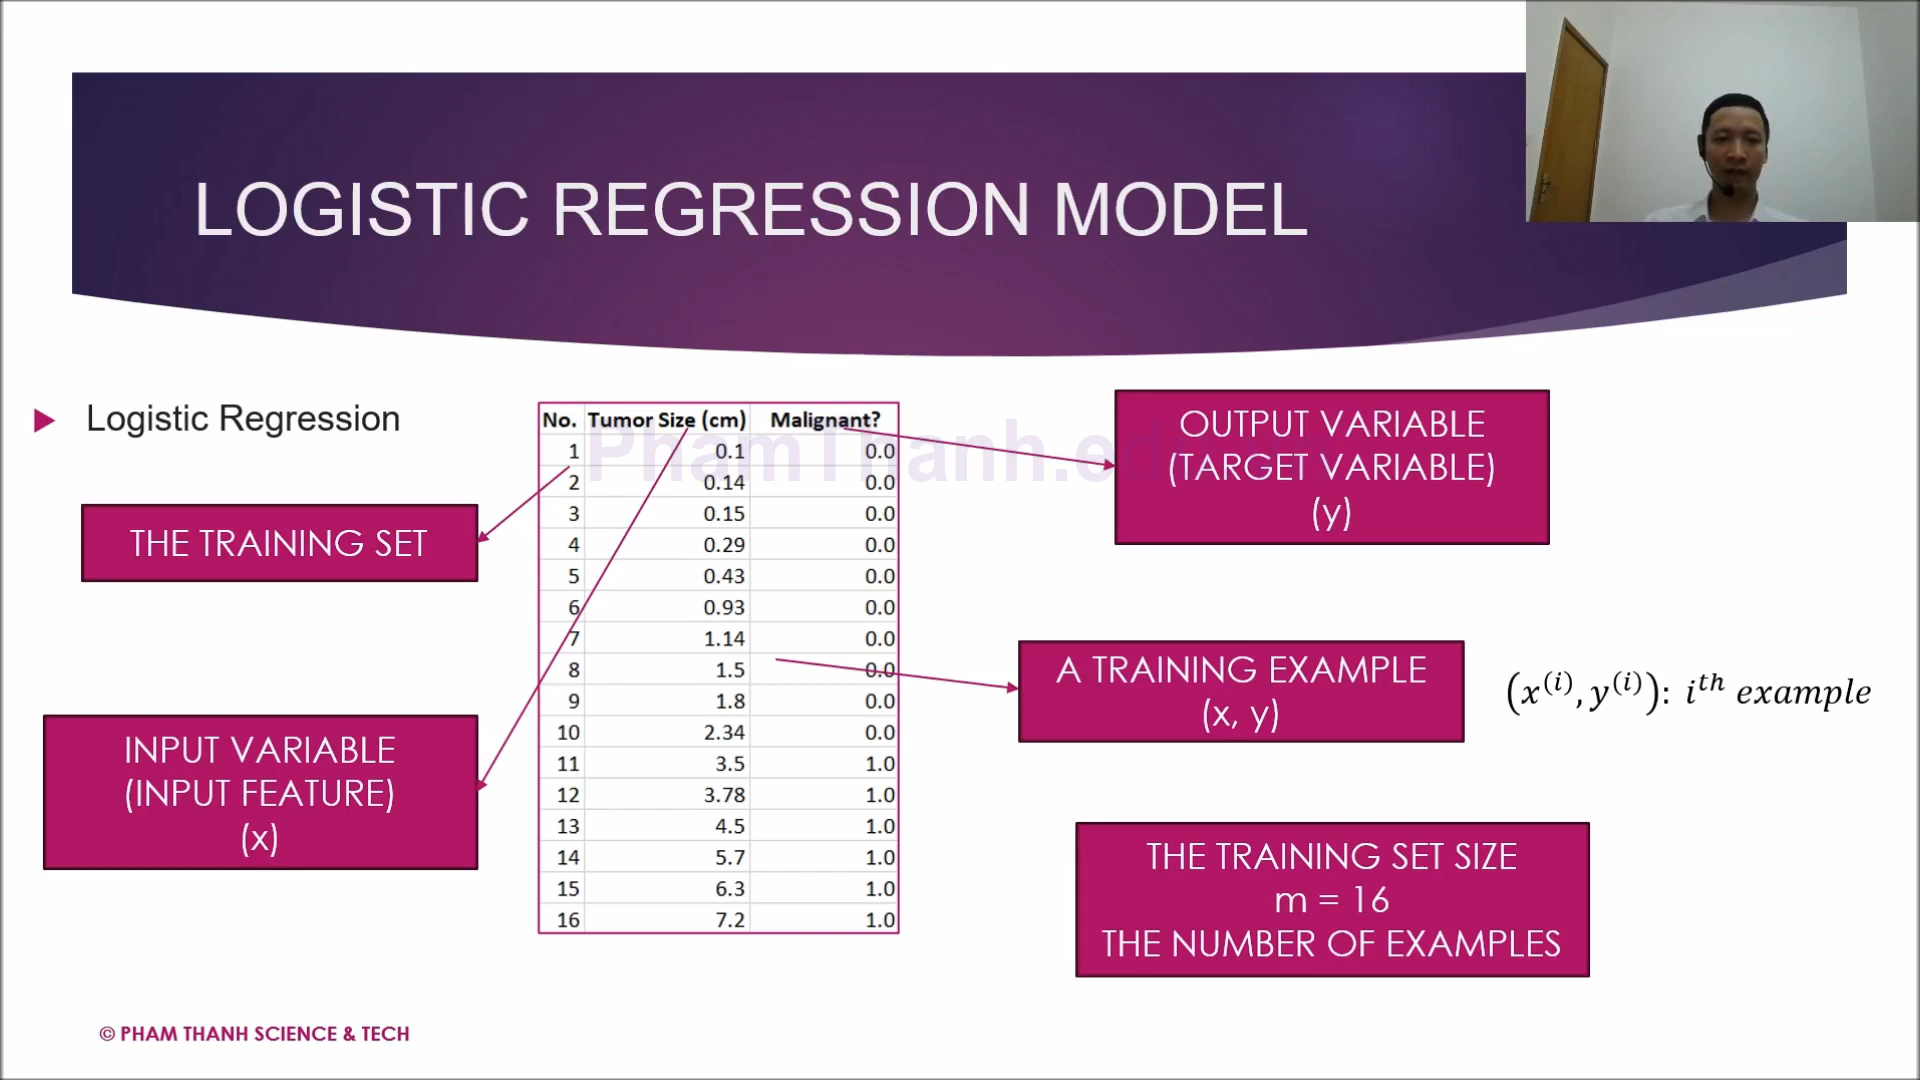 LOGISTIC REGRESSION MODEL
Logistic Regression
THE TRAINING SET
INPUT VARIABLE
(INPUT FEATURE)
(x)
No. Tumor Size (cm) Malignant?
1 0.1 0.0
2 0.14 0.0
3 0.15 0.0
4 0.29 0.0
5 0.43 0.0
6 0.93 0.0
7 1.14 0.0
8 1.5 0.0
9 1.8 0.0
10 2.34 0.0
11 3.5 1.0
12 3.78 1.0
13 4.5 1.0
14 5.7 1.0
15 6.3 1.0
16 7.2 1.0
PhamThanh.ed
OUTPUT VARIABLE
(TARGET VARIABLE)
(y)
A TRAINING EXAMPLE
(x, y)
(x^(i), y^(i)): i^th example
THE TRAINING SET SIZE
m = 16
THE NUMBER OF EXAMPLES
© PHAM THANH SCIENCE & TECH